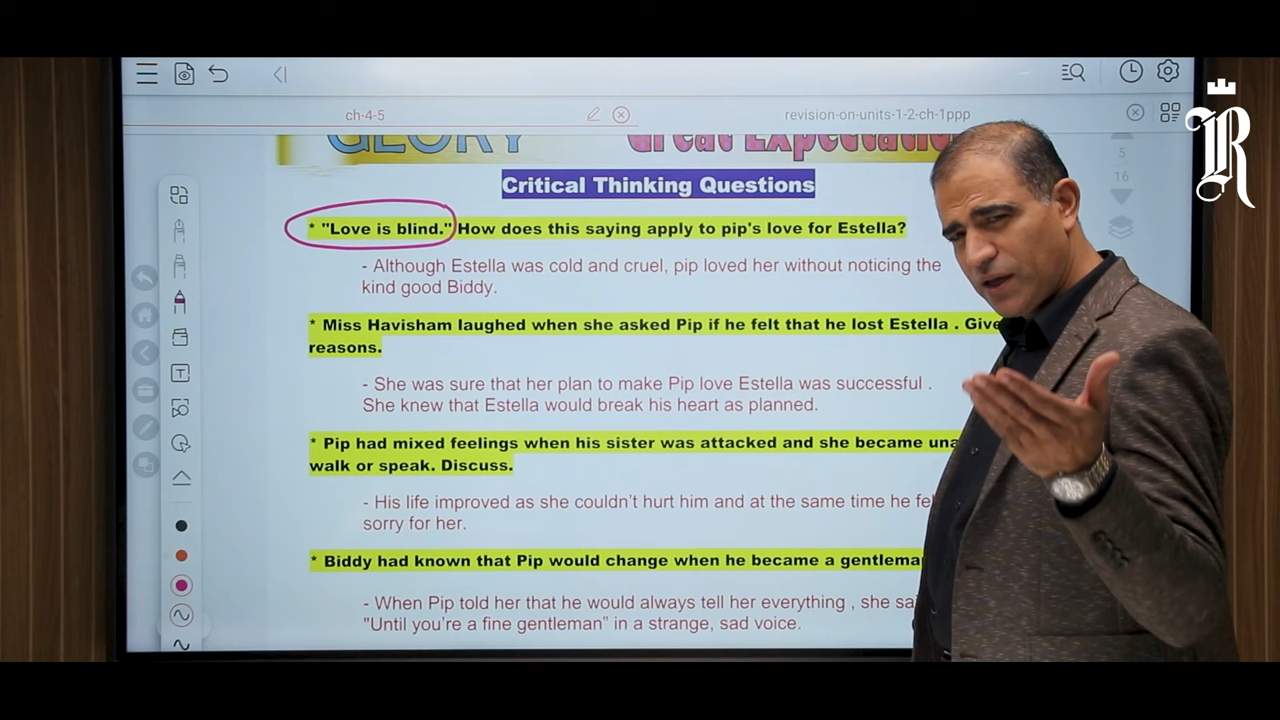 ch-4-5
revision-on-units-1-2-ch-1ppp
GLORY
Great Expectatio
5
16
Critical Thinking Questions
* "Love is blind." How does this saying apply to pip's love for Estella?
- Although Estella was cold and cruel, pip loved her without noticing the
kind good Biddy.
* Miss Havisham laughed when she asked Pip if he felt that he lost Estella . Give
reasons.
- She was sure that her plan to make Pip love Estella was successful .
She knew that Estella would break his heart as planned.
* Pip had mixed feelings when his sister was attacked and she became una
walk or speak. Discuss.
- His life improved as she couldn't hurt him and at the same time he fel
sorry for her.
* Biddy had known that Pip would change when he became a gentleman
- When Pip told her that he would always tell her everything , she sai
"Until you're a fine gentleman" in a strange, sad voice.
R